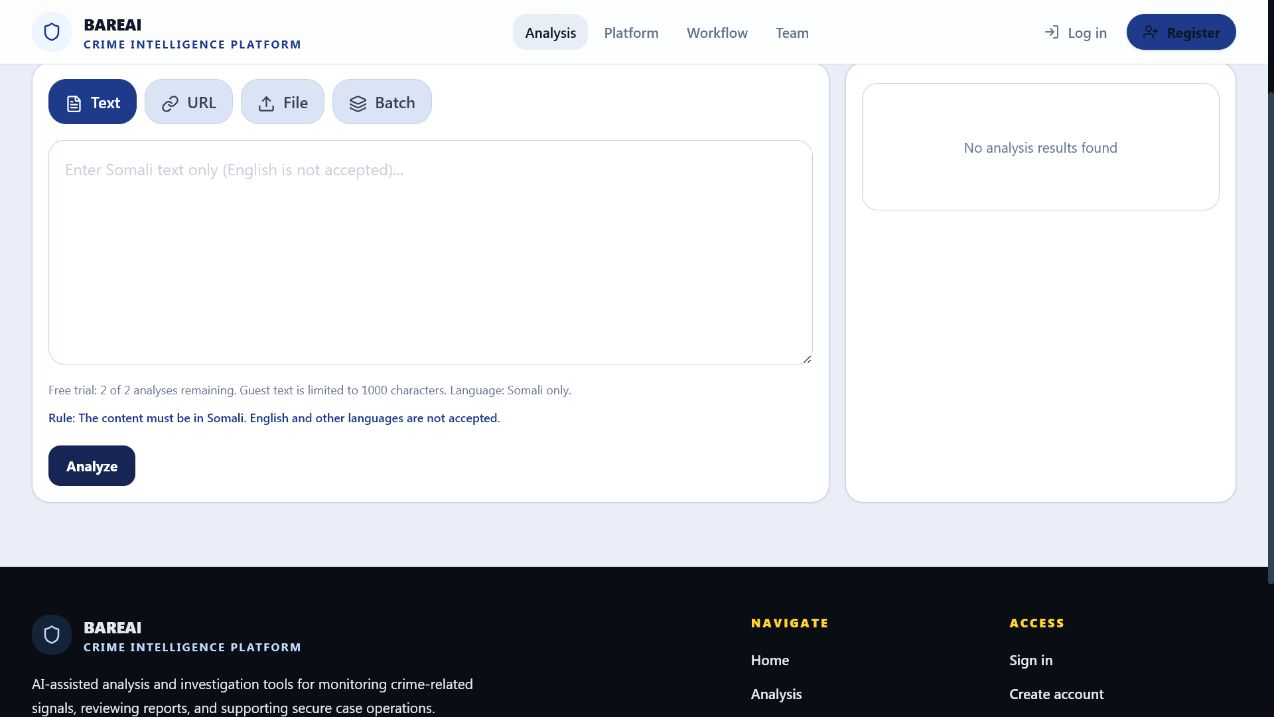 BAREAI
CRIME INTELLIGENCE PLATFORM
Analysis Platform Workflow Team
Log in Register
Text URL File Batch
Enter Somali text only (English is not accepted)...
No analysis results found
Free trial: 2 of 2 analyses remaining. Guest text is limited to 1000 characters. Language: Somali only.
Rule: The content must be in Somali. English and other languages are not accepted.
Analyze
BAREAI
CRIME INTELLIGENCE PLATFORM
AI-assisted analysis and investigation tools for monitoring crime-related
signals, reviewing reports, and supporting secure case operations.
NAVIGATE
Home
Analysis
ACCESS
Sign in
Create account